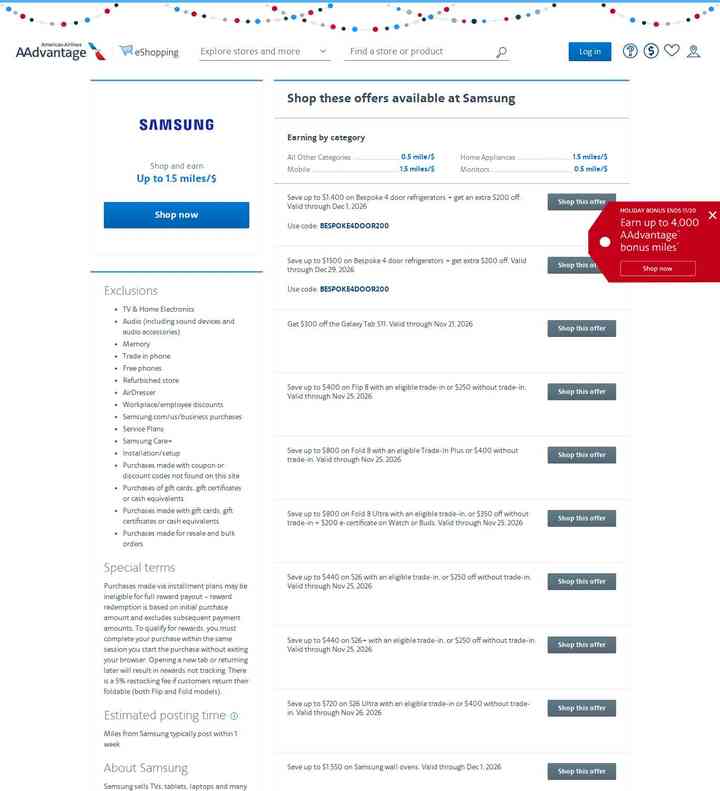 American Airlines
AAdvantage
eShopping
Explore stores and more
Find a store or product
Log in
SAMSUNG
Shop and earn
Up to 1.5 miles/$
Shop now
Exclusions
• TV & Home Electronics
• Audio (including sound devices and
audio accessories)
• Memory
• Trade in phone
• Free phones
• Refurbished store
• AirDresser
• Workplace/employee discounts
• Samsung.com/us/business purchases
• Service Plans
• Samsung Care+
• Installation/setup
• Purchases made with coupon or
discount codes not found on this site
• Purchases of gift cards, gift certificates
or cash equivalents
• Purchases made with gift cards, gift
certificates or cash equivalents
• Purchases made for resale and bulk
orders
Special terms
Purchases made via installment plans may be
ineligible for full reward payout – reward
redemption is based on initial purchase
amount and excludes subsequent payment
amounts. To qualify for rewards, you must
complete your purchase within the same
session you start the purchase without exiting
your browser. Opening a new tab or returning
later will result in rewards not tracking. There
is a 5% restocking fee if customers return their
foldable (both Flip and Fold models).
Estimated posting time
Miles from Samsung typically post within 1
week
About Samsung
Samsung sells TVs, tablets, laptops and many
Shop these offers available at Samsung
Earning by category
All Other Categories 0.5 mile/$
Home Appliances 1.5 miles/$
Mobile 1.5 miles/$
Monitors 0.5 mile/$
Save up to $1,400 on Bespoke 4 door refrigerators + get an extra $200 off.
Valid through Dec 1, 2026
Use code: BESPOKE4DOOR200
Shop this offer
Save up to $1500 on Bespoke 4 door refrigerators + get extra $200 off. Valid
through Dec 29, 2026
Use code: BESPOKE4DOOR200
Shop this
Get $300 off the Galaxy Tab S11. Valid through Nov 21, 2026
Shop this offer
Save up to $400 on Flip 8 with an eligible trade-in or $250 without trade-in.
Valid through Nov 25, 2026
Shop this offer
Save up to $800 on Fold 8 with an eligible Trade-In Plus or $400 without
trade-in. Valid through Nov 25, 2026
Shop this offer
Save up to $800 on Fold 8 Ultra with an eligible trade-in, or $350 off without
trade-in + $200 e-certificate on Watch or Buds. Valid through Nov 25, 2026
Shop this offer
Save up to $440 on S26 with an eligible trade-in, or $250 off without trade-in.
Valid through Nov 25, 2026
Shop this offer
Save up to $440 on S26+ with an eligible trade-in, or $250 off without trade-in.
Valid through Nov 25, 2026
Shop this offer
Save up to $720 on S26 Ultra with an eligible trade-in or $400 without trade-
in. Valid through Nov 26, 2026
Shop this offer
Save up to $1,550 on Samsung wall ovens. Valid through Dec 1, 2026
Shop this offer
HOLIDAY BONUS ENDS 11/20
Earn up to 4,000
AAdvantage®
bonus miles*
Shop now